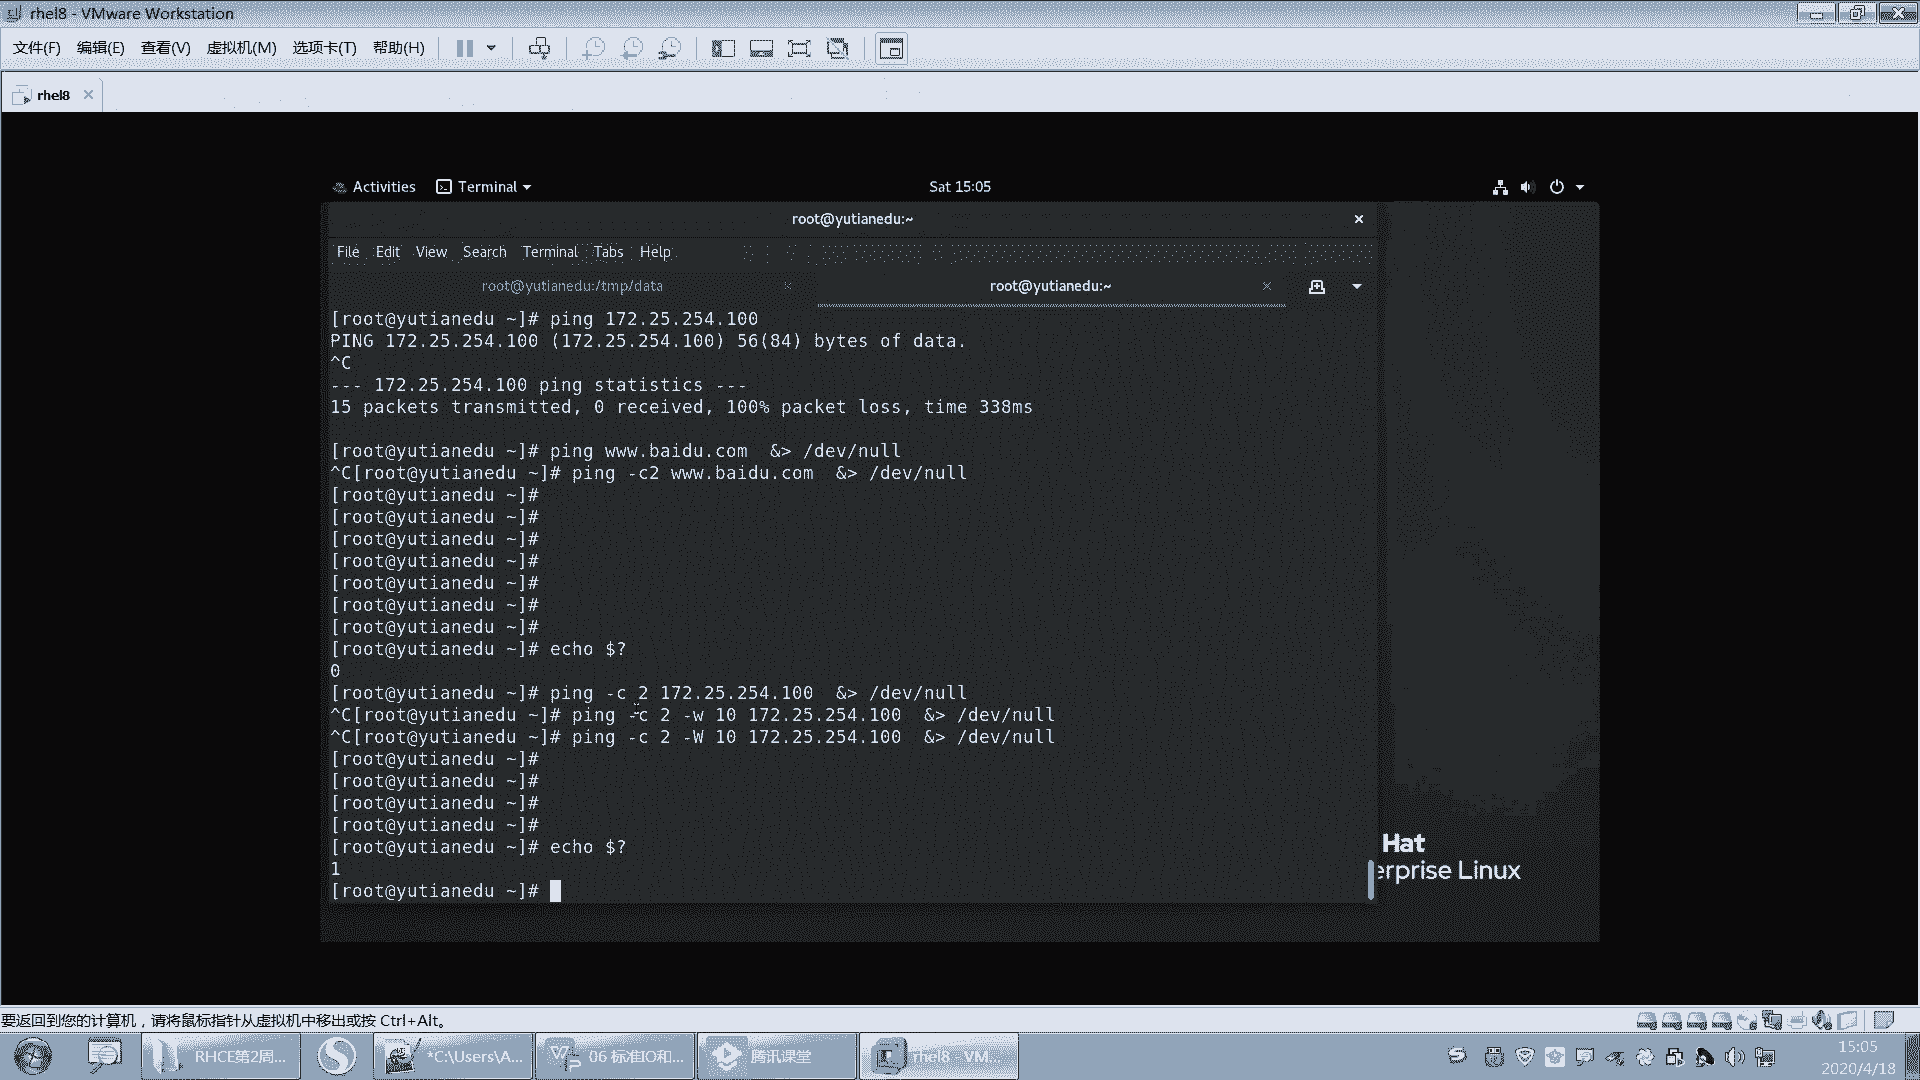 rhel8 - VMware Workstation
文件(F) 编辑(E) 查看(V) 虚拟机(M) 选项卡(T) 帮助(H)
rhel8
Activities Terminal Sat 15:05
root@yutianedu:~
File Edit View Search Terminal Tabs Help
root@yutianedu:/tmp/data root@yutianedu:~
[root@yutianedu ~]# ping 172.25.254.100
PING 172.25.254.100 (172.25.254.100) 56(84) bytes of data.
^C
--- 172.25.254.100 ping statistics ---
15 packets transmitted, 0 received, 100% packet loss, time 338ms
[root@yutianedu ~]# ping www.baidu.com  &> /dev/null
^C[root@yutianedu ~]# ping -c2 www.baidu.com  &> /dev/null
[root@yutianedu ~]#
[root@yutianedu ~]#
[root@yutianedu ~]#
[root@yutianedu ~]#
[root@yutianedu ~]#
[root@yutianedu ~]#
[root@yutianedu ~]#
[root@yutianedu ~]# echo $?
0
[root@yutianedu ~]# ping -c 2 172.25.254.100  &> /dev/null
^C[root@yutianedu ~]# ping -c 2 -w 10 172.25.254.100  &> /dev/null
^C[root@yutianedu ~]# ping -c 2 -W 10 172.25.254.100  &> /dev/null
[root@yutianedu ~]#
[root@yutianedu ~]#
[root@yutianedu ~]#
[root@yutianedu ~]#
[root@yutianedu ~]# echo $?
1
[root@yutianedu ~]#
Hat
erprise Linux
要返回到您的计算机，请将鼠标指针从虚拟机中移出或按 Ctrl+Alt。
RHCE第2周... *C:\Users\A... 06 标准IO和... 腾讯课堂 rhel8 - VM... 15:05
2020/4/18